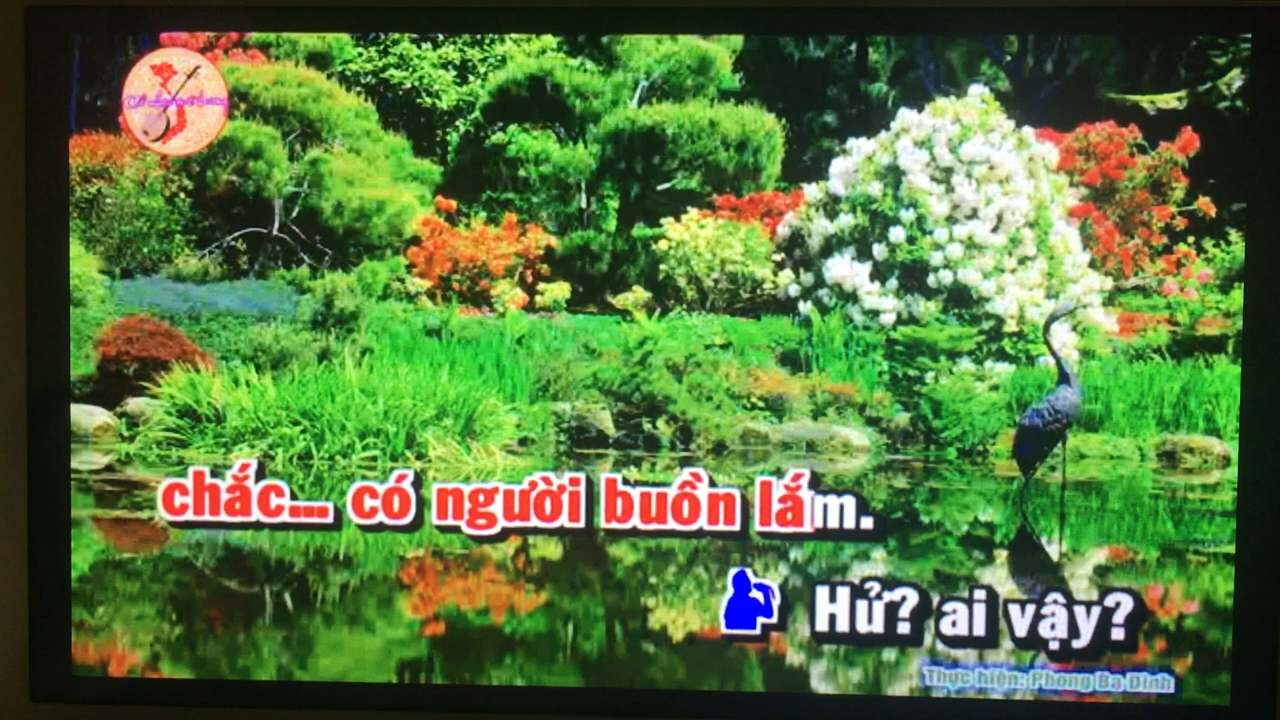 chắc... có người buồn lắm.
Hử? ai vậy?
Thực hiện: Phong Ba Đình